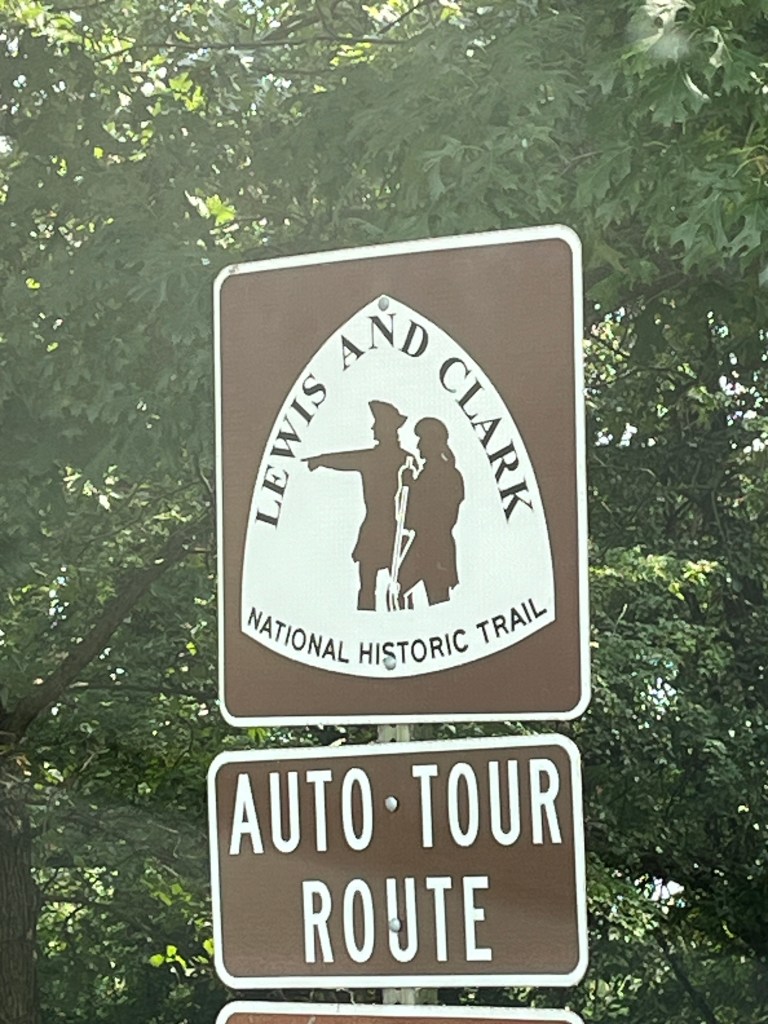 LEWIS AND CLARK
NATIONAL HISTORIC TRAIL
AUTO TOUR
ROUTE